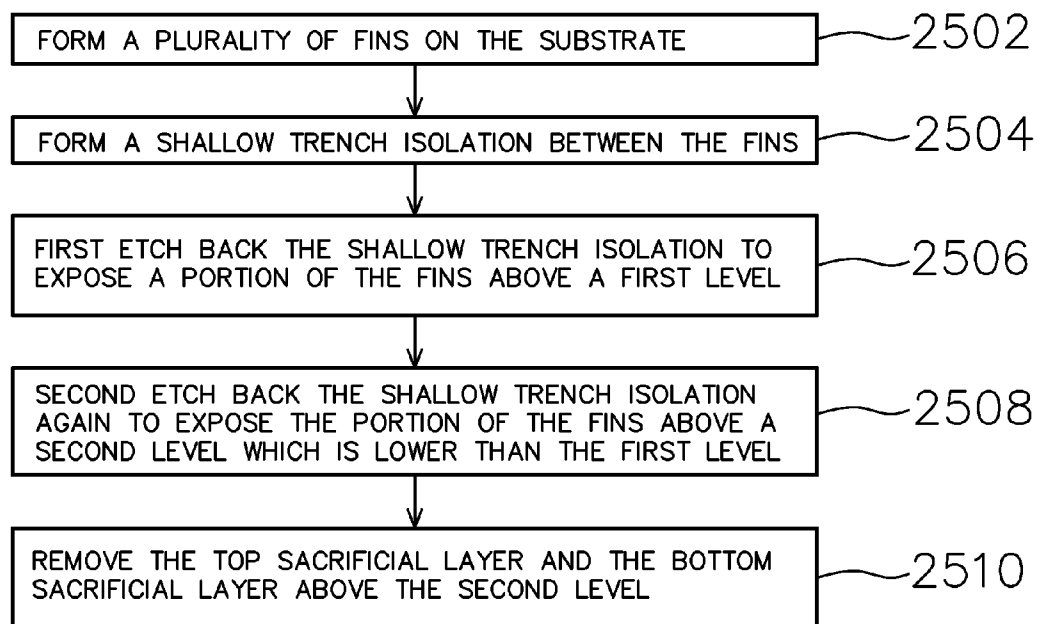 FORM A PLURALITY OF FINS ON THE SUBSTRATE
2502
FORM A SHALLOW TRENCH ISOLATION BETWEEN THE FINS
2504
FIRST ETCH BACK THE SHALLOW TRENCH ISOLATION TO
EXPOSE A PORTION OF THE FINS ABOVE A FIRST LEVEL
2506
SECOND ETCH BACK THE SHALLOW TRENCH ISOLATION
AGAIN TO EXPOSE THE PORTION OF THE FINS ABOVE A
SECOND LEVEL WHICH IS LOWER THAN THE FIRST LEVEL
2508
REMOVE THE TOP SACRIFICIAL LAYER AND THE BOTTOM
SACRIFICIAL LAYER ABOVE THE SECOND LEVEL
2510